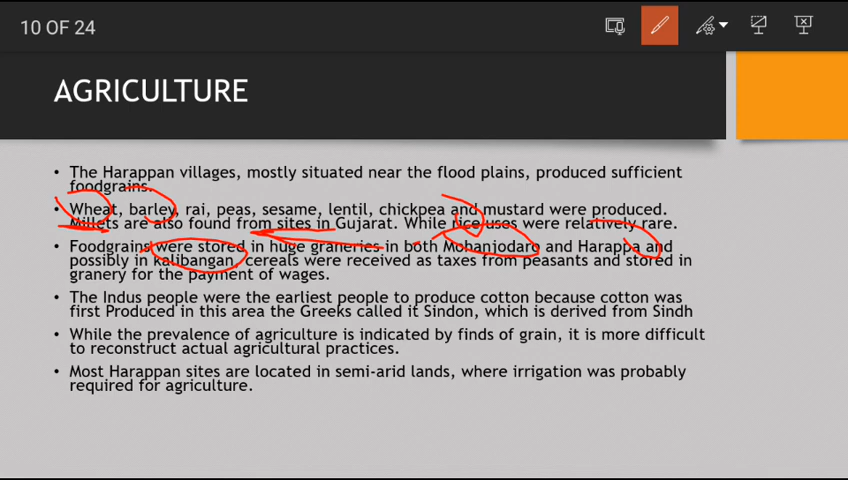 10 OF 24
AGRICULTURE
• The Harappan villages, mostly situated near the flood plains, produced sufficient
foodgrains.
• Wheat, barley, rai, peas, sesame, lentil, chickpea and mustard were produced.
Millets are also found from sites in Gujarat. While rice uses were relatively rare.
• Foodgrains were stored in huge graneries in both Mohanjodaro and Harappa and
possibly in kalibangan, cereals were received as taxes from peasants and stored in
granery for the payment of wages.
• The Indus people were the earliest people to produce cotton because cotton was
first Produced in this area the Greeks called it Sindon, which is derived from Sindh
• While the prevalence of agriculture is indicated by finds of grain, it is more difficult
to reconstruct actual agricultural practices.
• Most Harappan sites are located in semi-arid lands, where irrigation was probably
required for agriculture.